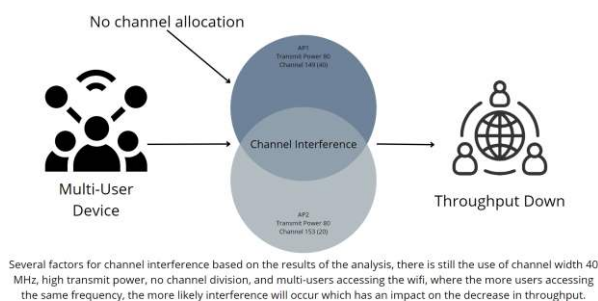 No channel allocation
AP1
Transmit Power 80
Channel 149 (40)
Channel Interference
Multi-User
Device
Throughput Down
AP2
Transmit Power 80
Channel 153 (20)
Several factors for channel interference based on the results of the analysis, there is still the use of channel width 40
MHz, high transmit power, no channel division, and multi-users accessing the wifi, where the more users accessing
the same frequency, the more likely interference will occur which has an impact on the decrease in throughput.